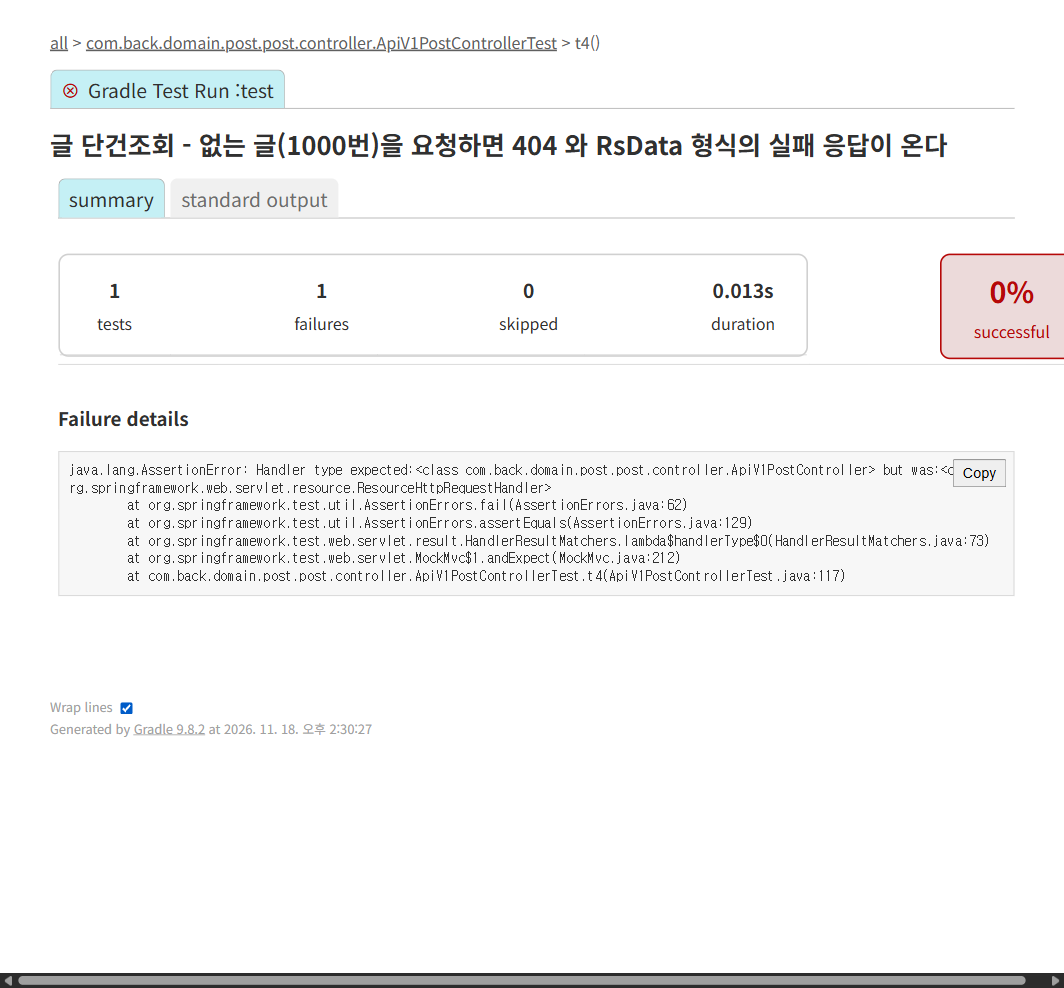 all > com.back.domain.post.post.controller.ApiV1PostControllerTest > t4()
Gradle Test Run :test
글 단건조회 - 없는 글(1000번)을 요청하면 404 와 RsData 형식의 실패 응답이 온다
summary standard output
1 1 0 0.013s 0%
tests failures skipped duration successful
Failure details
java.lang.AssertionError: Handler type expected:<class com.back.domain.post.post.controller.ApiV1PostController> but was:<c
Copy
rg.springframework.web.servlet.resource.ResourceHttpRequestHandler>
at org.springframework.test.util.AssertionErrors.fail(AssertionErrors.java:62)
at org.springframework.test.util.AssertionErrors.assertEquals(AssertionErrors.java:129)
at org.springframework.test.web.servlet.result.HandlerResultMatchers.lambda$handlerType$0(HandlerResultMatchers.java:73)
at org.springframework.test.web.servlet.MockMvc$1.andExpect(MockMvc.java:212)
at com.back.domain.post.post.controller.ApiV1PostControllerTest.t4(ApiV1PostControllerTest.java:117)
Wrap lines
Generated by Gradle 9.8.2 at 2026. 11. 18. 오후 2:30:27